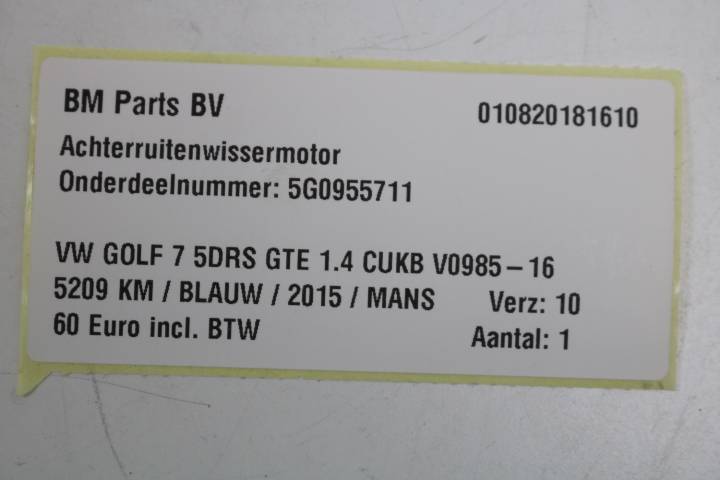 BM Parts BV 010820181610
Achterruitenwissermotor
Onderdeelnummer: 5G0955711
VW GOLF 7 5DRS GTE 1.4 CUKB V0985-16
5209 KM / BLAUW / 2015 / MANS Verz: 10
60 Euro incl. BTW Aantal: 1